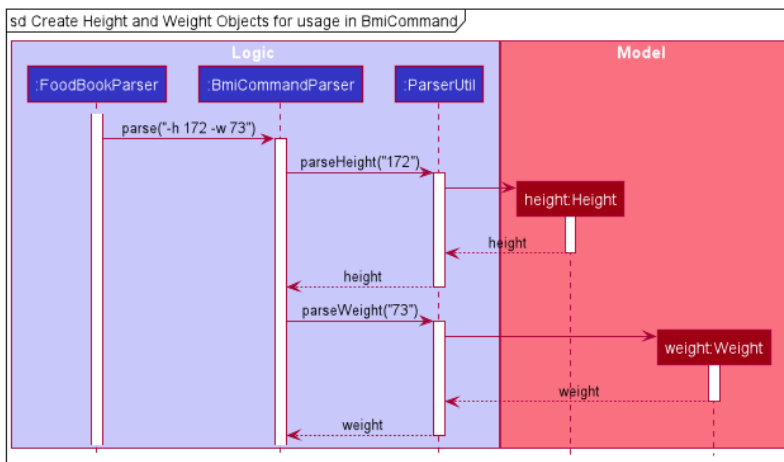 sd Create Height and Weight Objects for usage in BmiCommand
Logic
Model
:FoodBookParser
:BmiCommandParser
:ParserUtil
parse("-h 172 -w 73")
parseHeight("172")
height:Height
height
height
parseWeight("73")
weight:Weight
weight
weight